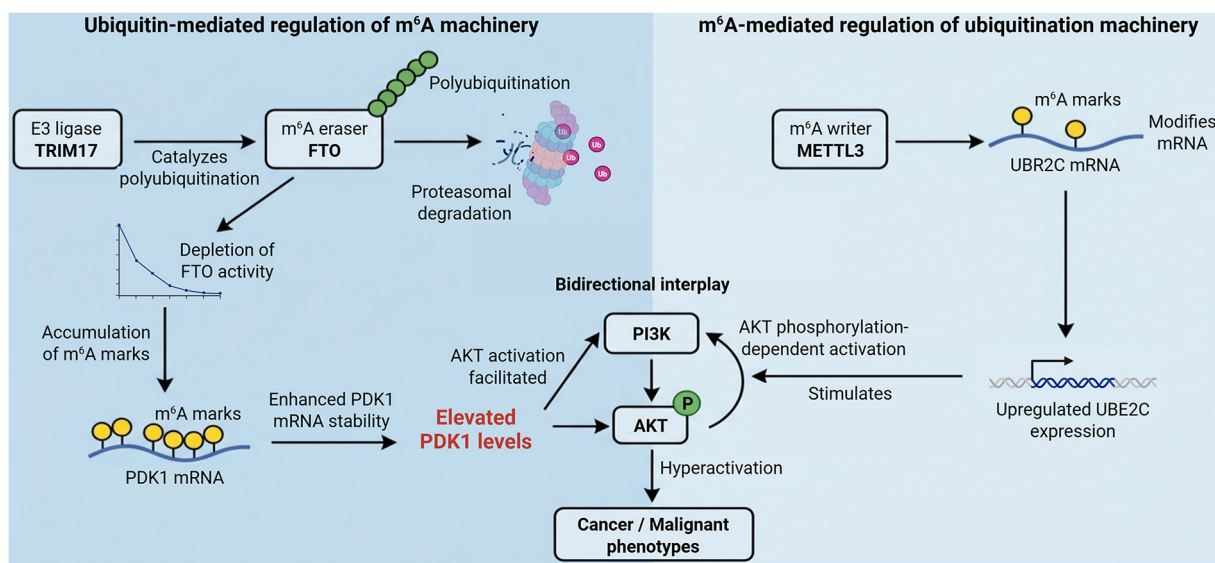 Ubiquitin-mediated regulation of m⁶A machinery
E3 ligase
TRIM17
Catalyzes
polyubiquitination
m⁶A eraser
FTO
Polyubiquitination
Ub
Ub
Ub
Ub
Proteasomal
degradation
Depletion of
FTO activity
Accumulation
of m⁶A marks
m⁶A marks
PDK1 mRNA
Enhanced PDK1
mRNA stability
Elevated
PDK1 levels
AKT activation
facilitated
Bidirectional interplay
PI3K
AKT
P
Hyperactivation
Cancer / Malignant
phenotypes
m⁶A-mediated regulation of ubiquitination machinery
m⁶A writer
METTL3
m⁶A marks
UBR2C mRNA
Modifies
mRNA
Upregulated UBE2C
expression
Stimulates
AKT phosphorylation-
dependent activation